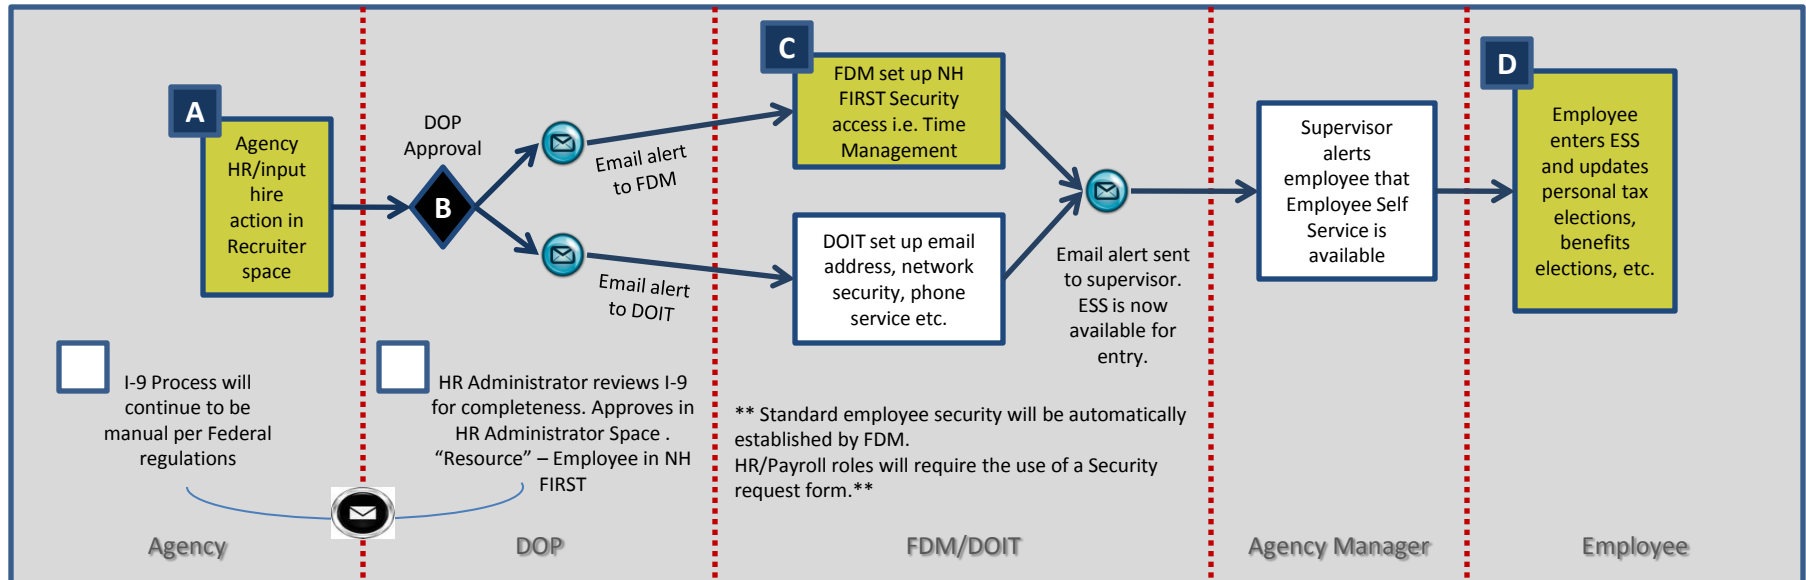 A
Agency
HR/input
hire
action in
Recruiter
space
DOP
Approval
B
Email alert
to FDM
Email alert
to DOIT
C
FDM set up NH
FIRST Security
access i.e. Time
Management
DOIT set up email
address, network
security, phone
service etc.
Email alert sent
to supervisor.
ESS is now
available for
entry.
Supervisor
alerts
employee that
Employee Self
Service is
available
D
Employee
enters ESS
and updates
personal tax
elections,
benefits
elections, etc.
I-9 Process will
continue to be
manual per Federal
regulations
HR Administrator reviews I-9
for completeness. Approves in
HR Administrator Space .
“Resource” – Employee in NH
FIRST
** Standard employee security will be automatically
established by FDM.
HR/Payroll roles will require the use of a Security
request form.**
Agency
DOP
FDM/DOIT
Agency Manager
Employee